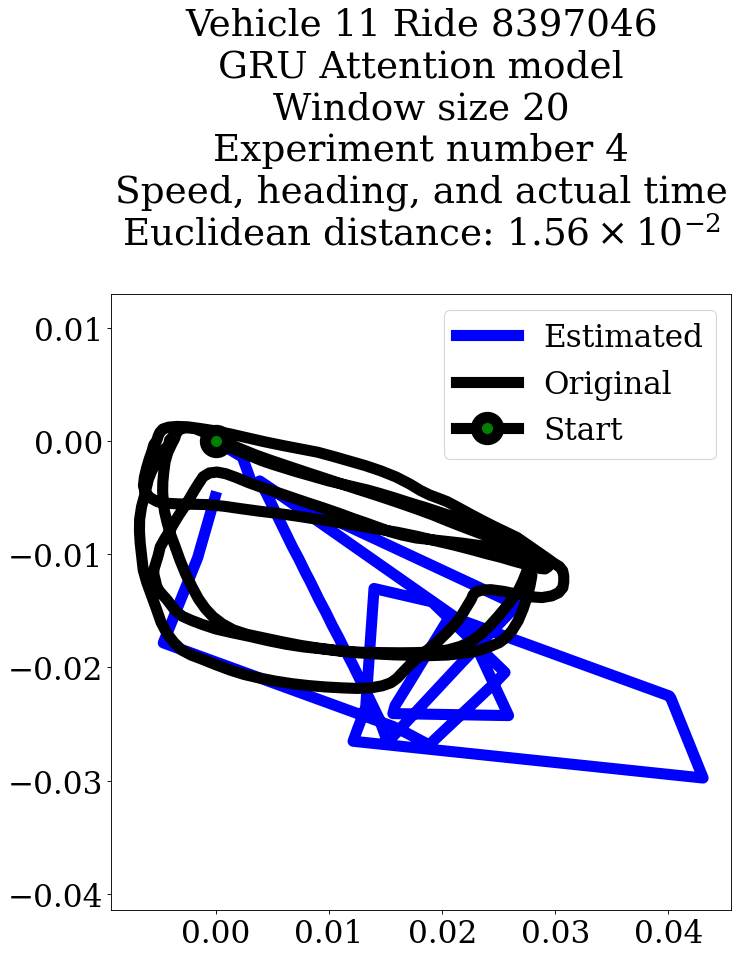 Vehicle 11 Ride 8397046
GRU Attention model
Window size 20
Experiment number 4
Speed, heading, and actual time
Euclidean distance: 1.56 × 10⁻²
Estimated
Original
Start
0.01
0.00
−0.01
−0.02
−0.03
−0.04
0.00 0.01 0.02 0.03 0.04